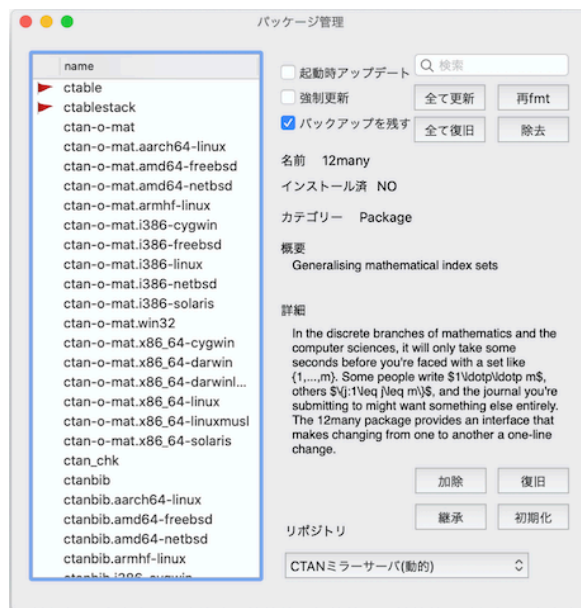 パッケージ管理
name
ctable
ctablestack
ctan-o-mat
ctan-o-mat.aarch64-linux
ctan-o-mat.amd64-freebsd
ctan-o-mat.amd64-netbsd
ctan-o-mat.armhf-linux
ctan-o-mat.i386-cygwin
ctan-o-mat.i386-freebsd
ctan-o-mat.i386-linux
ctan-o-mat.i386-netbsd
ctan-o-mat.i386-solaris
ctan-o-mat.win32
ctan-o-mat.x86_64-cygwin
ctan-o-mat.x86_64-darwin
ctan-o-mat.x86_64-darwinl...
ctan-o-mat.x86_64-linux
ctan-o-mat.x86_64-linuxmusl
ctan-o-mat.x86_64-solaris
ctan_chk
ctanbib
ctanbib.aarch64-linux
ctanbib.amd64-freebsd
ctanbib.amd64-netbsd
ctanbib.armhf-linux
ctanbib.i386-cygwin
起動時アップデート
検索
強制更新
全て更新
再fmt
バックアップを残す
全て復旧
除去
名前 12many
インストール済 NO
カテゴリー Package
概要
Generalising mathematical index sets
詳細
In the discrete branches of mathematics and the
computer sciences, it will only take some
seconds before you're faced with a set like
{1,...,m}. Some people write $1\ldotp\ldotp m$,
others $\{j:1\leq j\leq m\}$, and the journal you're
submitting to might want something else entirely.
The 12many package provides an interface that
makes changing from one to another a one-line
change.
加除
復旧
継承
初期化
リポジトリ
CTANミラーサーバ(動的)